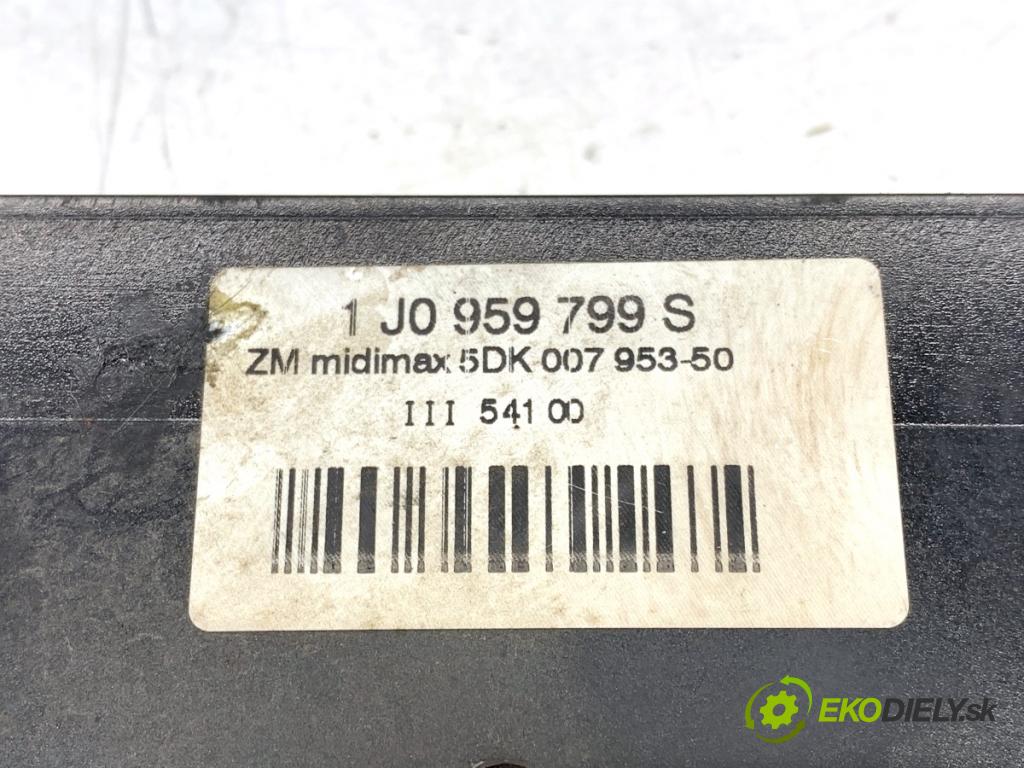 1 J0 959 799 S
ZM midimax 5DK 007 953-50
III 541 00
EKODIELY.sk